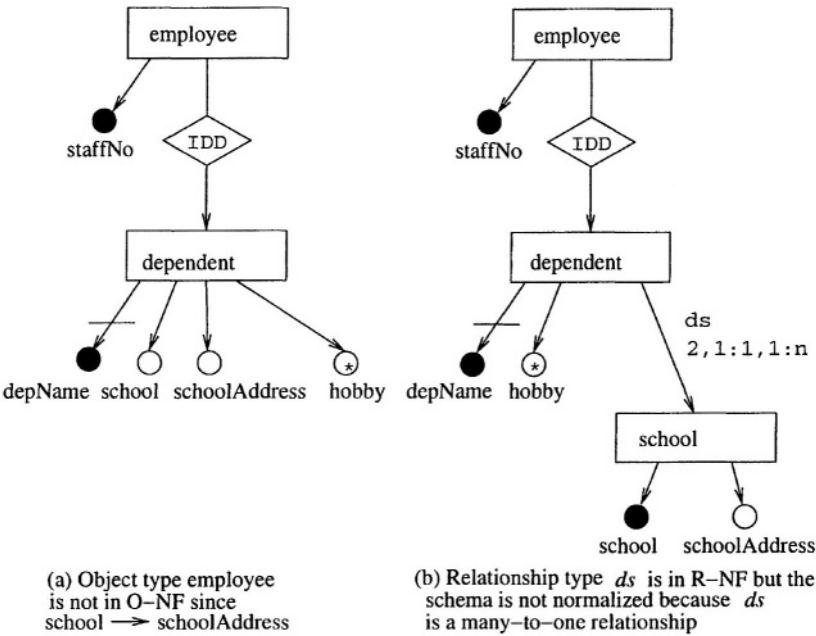 employee
staffNo
IDD
dependent
depName school schoolAddress hobby
(a) Object type employee
is not in O-NF since
school → schoolAddress
employee
staffNo
IDD
dependent
depName hobby
*
*
ds
2,1:1,1:n
school
school schoolAddress
(b) Relationship type ds is in R-NF but the
schema is not normalized because ds
is a many-to-one relationship